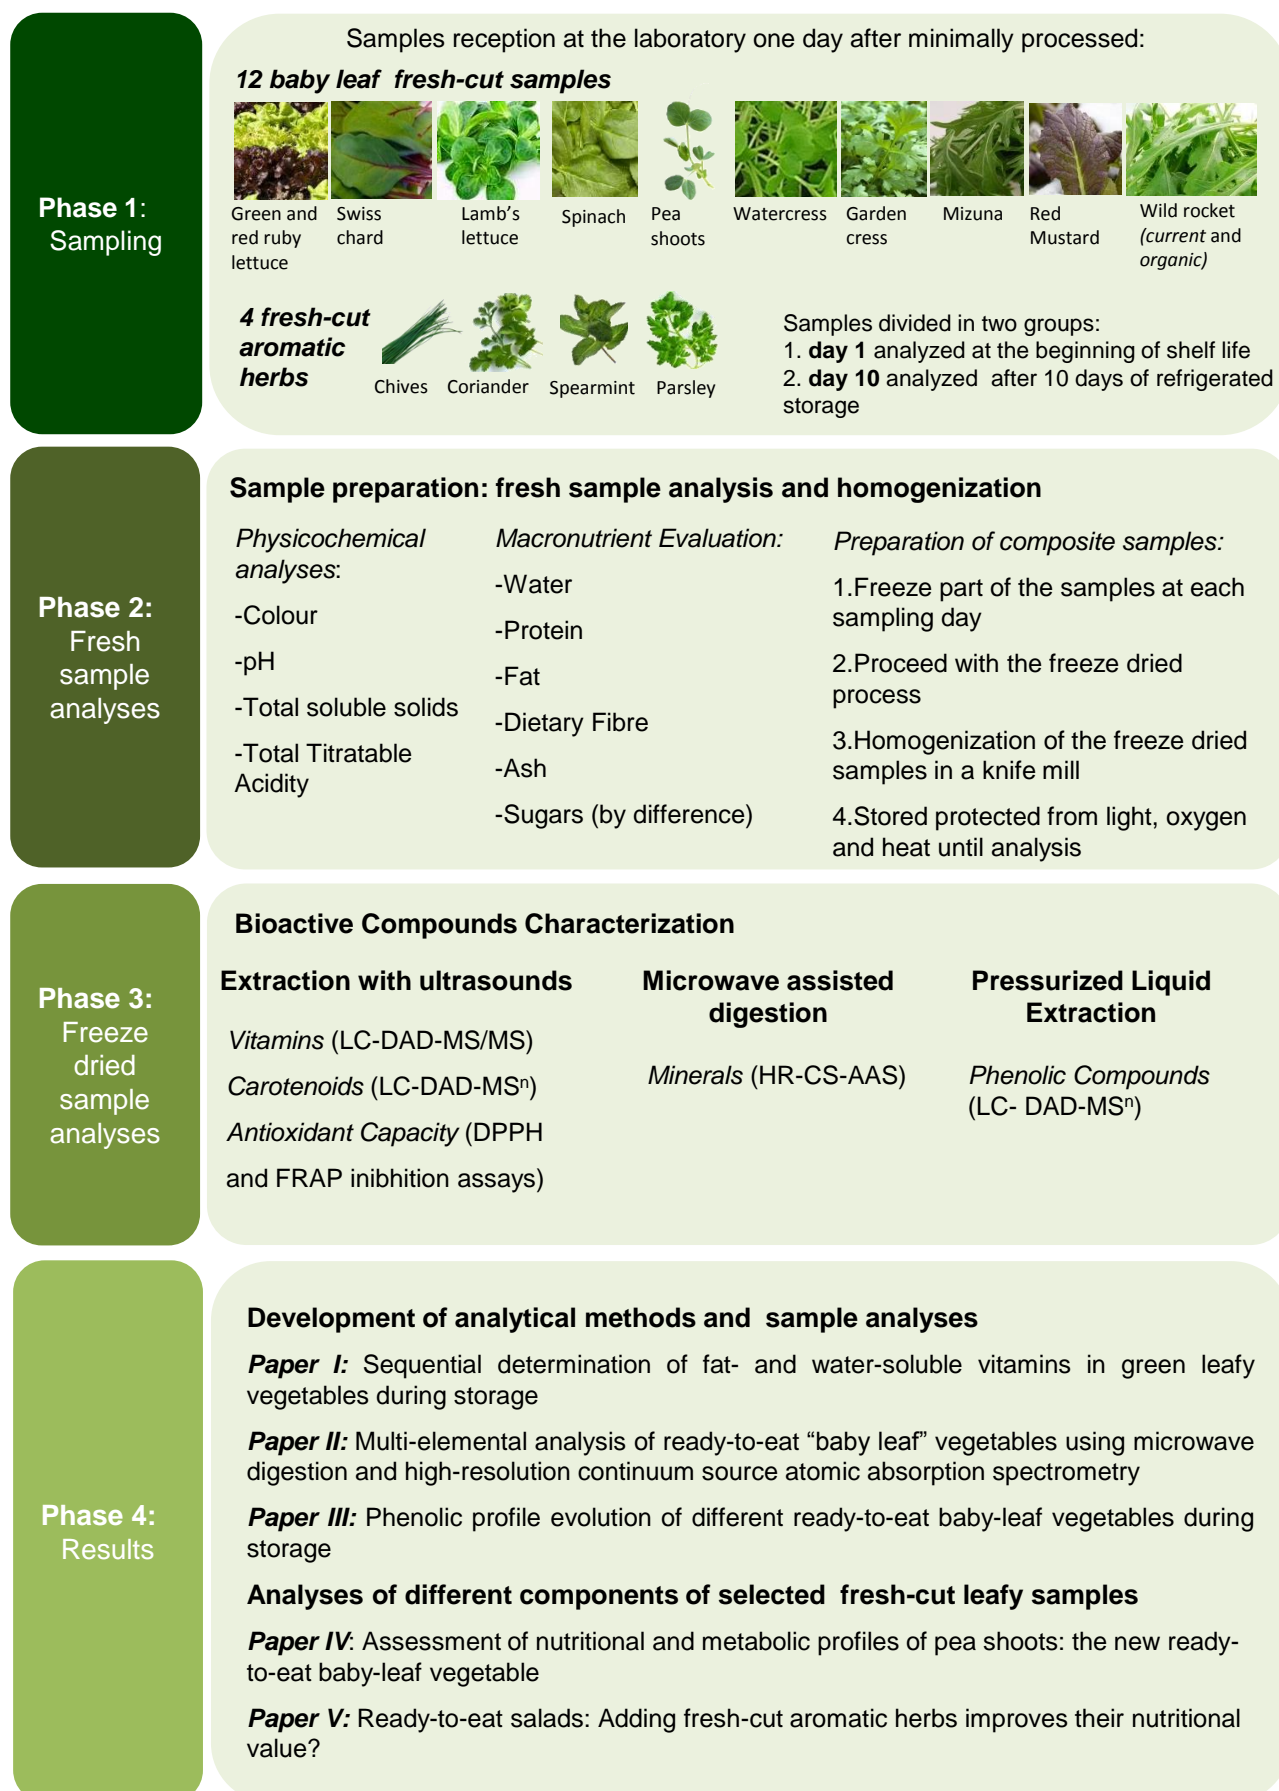 Phase 1:
Sampling
Samples reception at the laboratory one day after minimally processed:
12 baby leaf fresh-cut samples
Green and
red ruby
lettuce
Swiss
chard
Lamb's
lettuce
Spinach
Pea
shoots
Watercress
Garden
cress
Mizuna
Red
Mustard
Wild rocket
(current and
organic)
4 fresh-cut
aromatic
herbs
Chives
Coriander
Spearmint
Parsley
Samples divided in two groups:
1. day 1 analyzed at the beginning of shelf life
2. day 10 analyzed after 10 days of refrigerated
storage
Phase 2:
Fresh
sample
analyses
Sample preparation: fresh sample analysis and homogenization
Physicochemical
analyses:
-Colour
-pH
-Total soluble solids
-Total Titratable
Acidity
Macronutrient Evaluation:
-Water
-Protein
-Fat
-Dietary Fibre
-Ash
-Sugars (by difference)
Preparation of composite samples:
1.Freeze part of the samples at each
sampling day
2.Proceed with the freeze dried
process
3.Homogenization of the freeze dried
samples in a knife mill
4.Stored protected from light, oxygen
and heat until analysis
Phase 3:
Freeze
dried
sample
analyses
Bioactive Compounds Characterization
Extraction with ultrasounds
Vitamins (LC-DAD-MS/MS)
Carotenoids (LC-DAD-MSⁿ)
Antioxidant Capacity (DPPH
and FRAP inibhition assays)
Microwave assisted
digestion
Minerals (HR-CS-AAS)
Pressurized Liquid
Extraction
Phenolic Compounds
(LC- DAD-MSⁿ)
Phase 4:
Results
Development of analytical methods and sample analyses
Paper I: Sequential determination of fat- and water-soluble vitamins in green leafy
vegetables during storage
Paper II: Multi-elemental analysis of ready-to-eat “baby leaf” vegetables using microwave
digestion and high-resolution continuum source atomic absorption spectrometry
Paper III: Phenolic profile evolution of different ready-to-eat baby-leaf vegetables during
storage
Analyses of different components of selected fresh-cut leafy samples
Paper IV: Assessment of nutritional and metabolic profiles of pea shoots: the new ready-
to-eat baby-leaf vegetable
Paper V: Ready-to-eat salads: Adding fresh-cut aromatic herbs improves their nutritional
value?